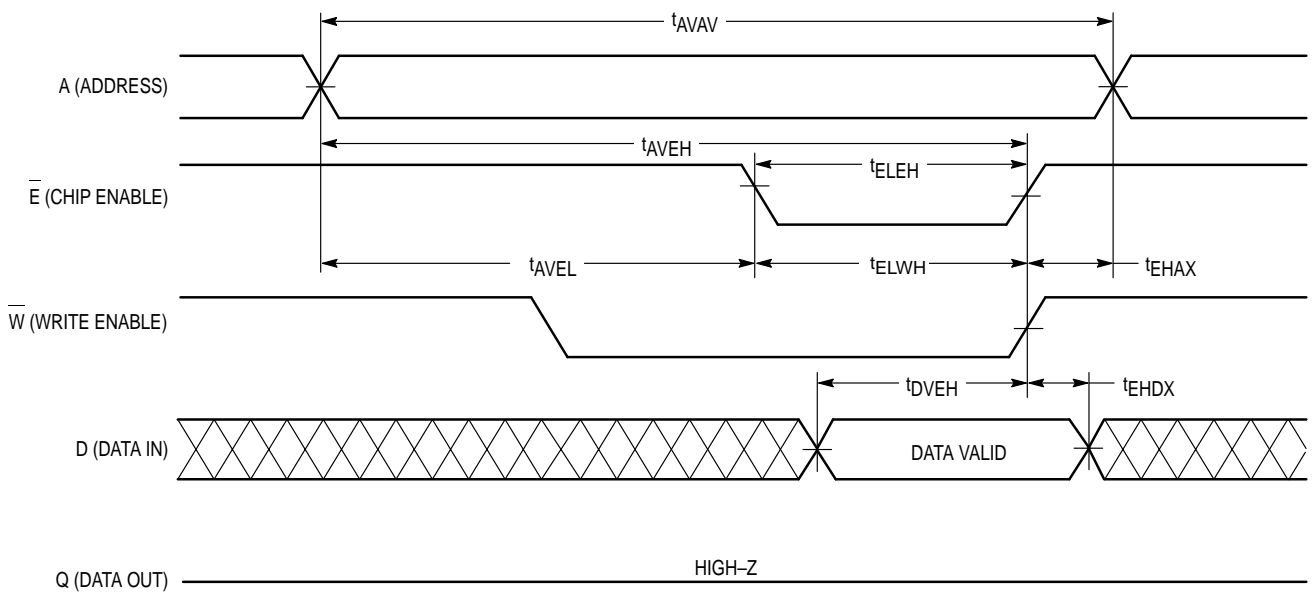 tAVAV
A (ADDRESS)
tAVEH
tELEH
E (CHIP ENABLE)
tAVEL
tELWH
tEHAX
W (WRITE ENABLE)
tDVEH
tEHDX
D (DATA IN)
DATA VALID
HIGH–Z
Q (DATA OUT)